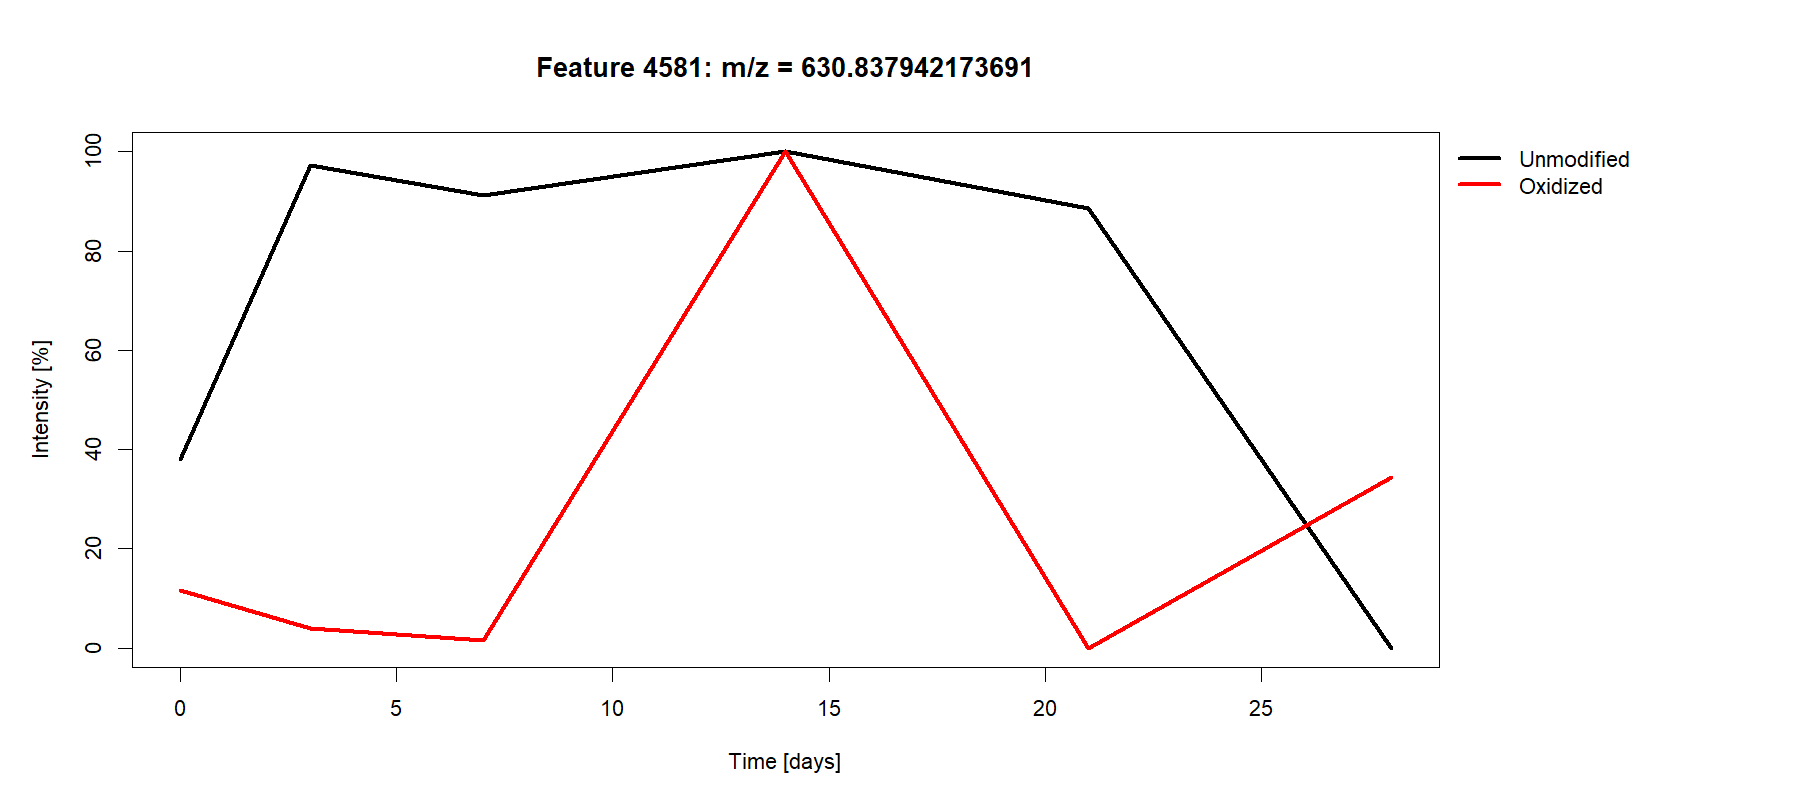 Feature 4581: m/z = 630.837942173691
Unmodified
Oxidized
Intensity [%]
100
80
60
40
20
0
0 5 10 15 20 25
Time [days]